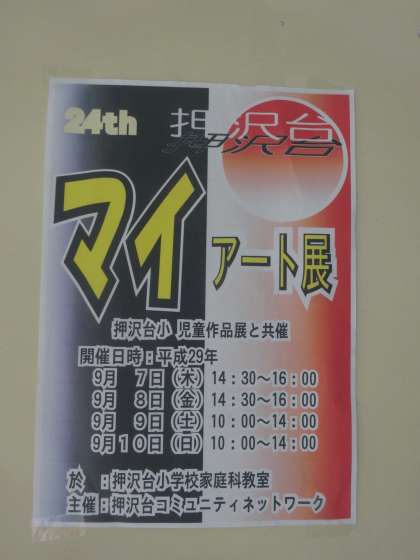 24th 押沢台
マイアート展
押沢台小 児童作品展と共催
開催日時：平成29年
9月 7日（木）14：30～16：00
9月 8日（金）14：30～16：00
9月 9日（土）10：00～14：00
9月10日（日）10：00～14：00
於 ：押沢台小学校家庭科教室
主催：押沢台コミュニティネットワーク